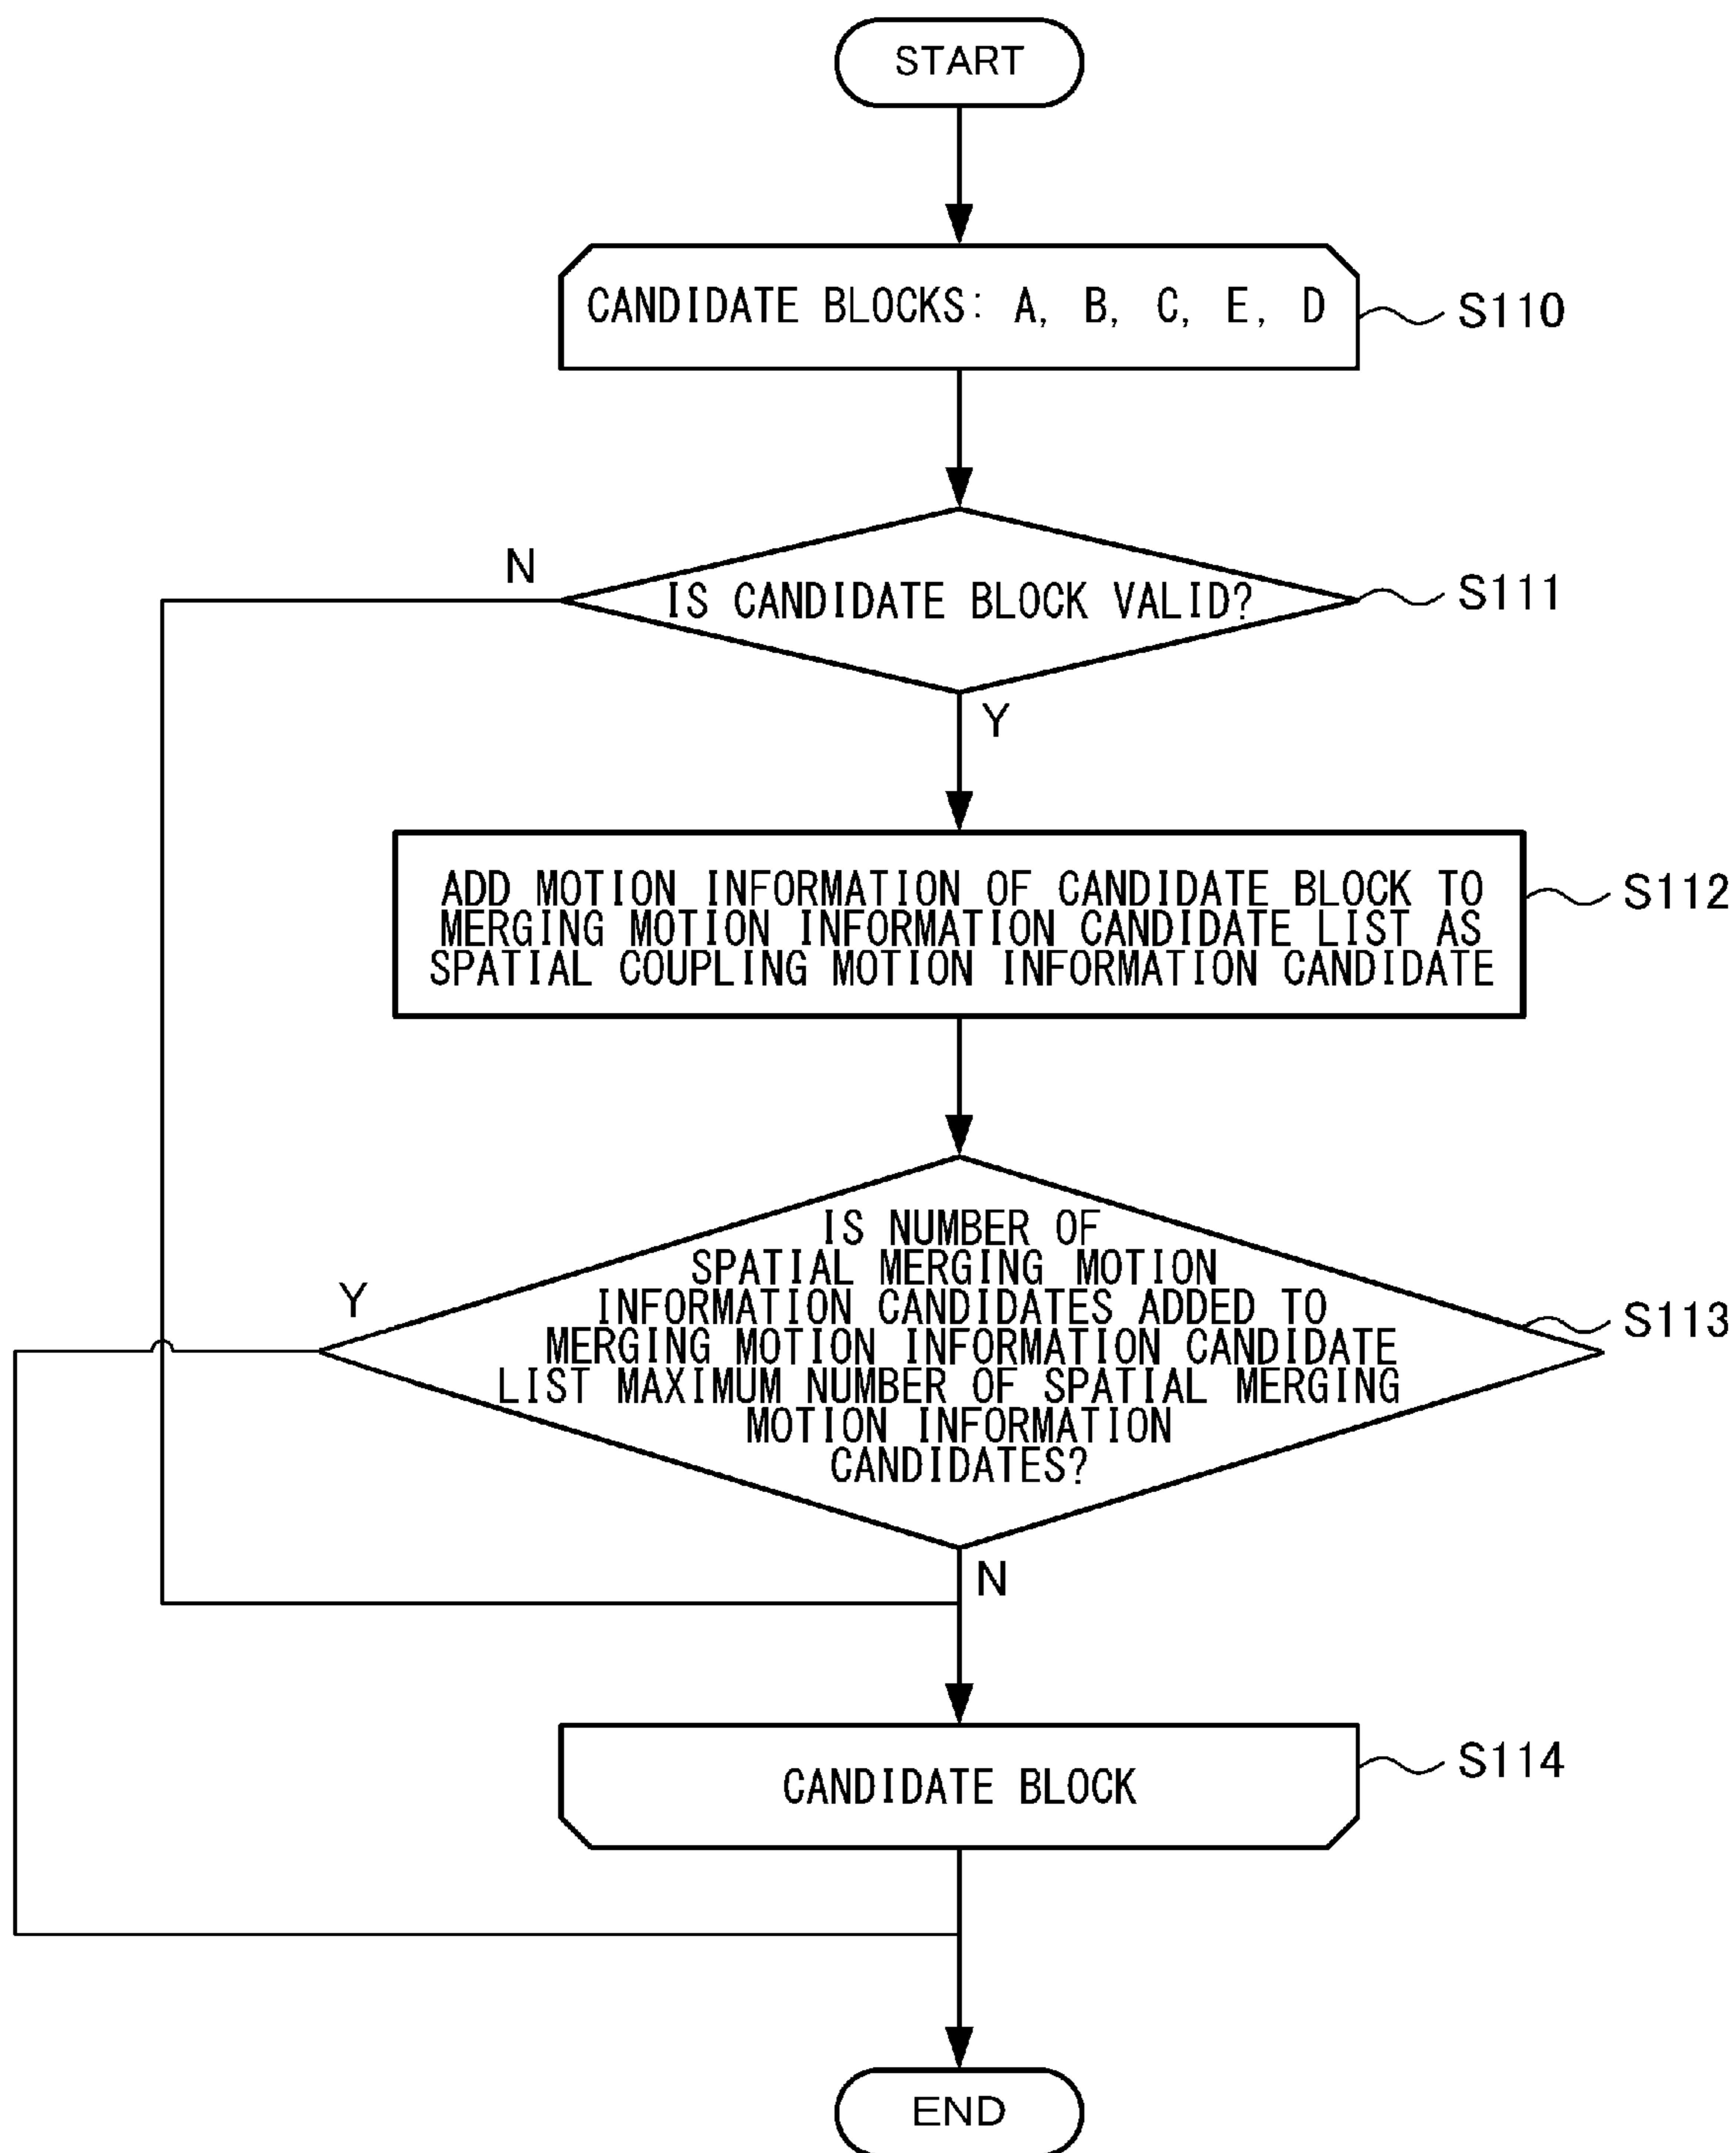 START
CANDIDATE BLOCKS: A, B, C, E, D
S110
N
IS CANDIDATE BLOCK VALID?
S111
Y
ADD MOTION INFORMATION OF CANDIDATE BLOCK TO
MERGING MOTION INFORMATION CANDIDATE LIST AS
SPATIAL COUPLING MOTION INFORMATION CANDIDATE
S112
IS NUMBER OF
SPATIAL MERGING MOTION
INFORMATION CANDIDATES ADDED TO
MERGING MOTION INFORMATION CANDIDATE
LIST MAXIMUM NUMBER OF SPATIAL MERGING
MOTION INFORMATION
CANDIDATES?
Y
S113
N
CANDIDATE BLOCK
S114
END